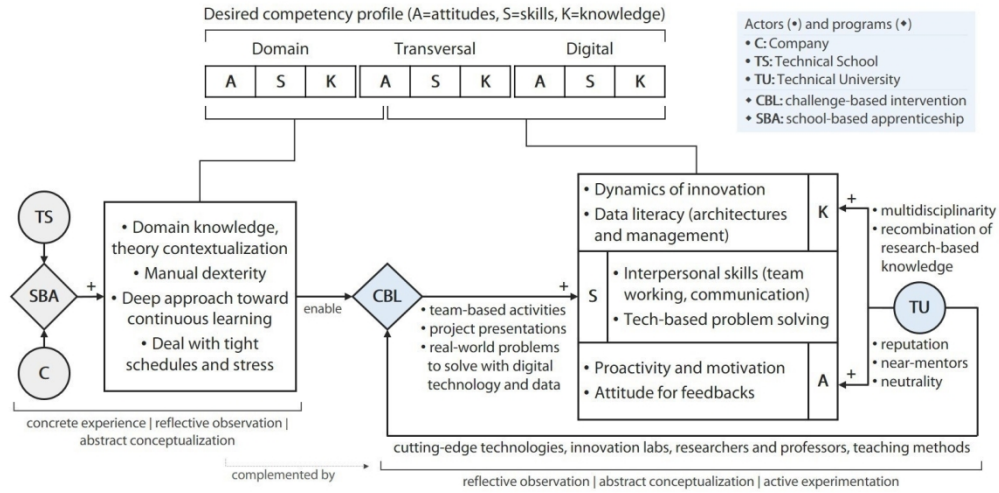 Desired competency profile (A=attitudes, S=skills, K=knowledge)
Domain
Transversal
Digital
A S K A S K A S K
Actors (•) and programs (◆)
• C: Company
• TS: Technical School
• TU: Technical University
◆ CBL: challenge-based intervention
◆ SBA: school-based apprenticeship
TS
SBA
C
+
• Domain knowledge,
theory contextualization
• Manual dexterity
• Deep approach toward
continuous learning
• Deal with tight
schedules and stress
enable
CBL
+
• team-based activities
• project presentations
• real-world problems
to solve with digital
technology and data
• Dynamics of innovation
• Data literacy (architectures
and management)
K
S
• Interpersonal skills (team
working, communication)
• Tech-based problem solving
• Proactivity and motivation
• Attitude for feedbacks
A
+
• multidisciplinarity
• recombination of
research-based
knowledge
TU
• reputation
• near-mentors
• neutrality
+
concrete experience | reflective observation |
abstract conceptualization
cutting-edge technologies, innovation labs, researchers and professors, teaching methods
complemented by
reflective observation | abstract conceptualization | active experimentation